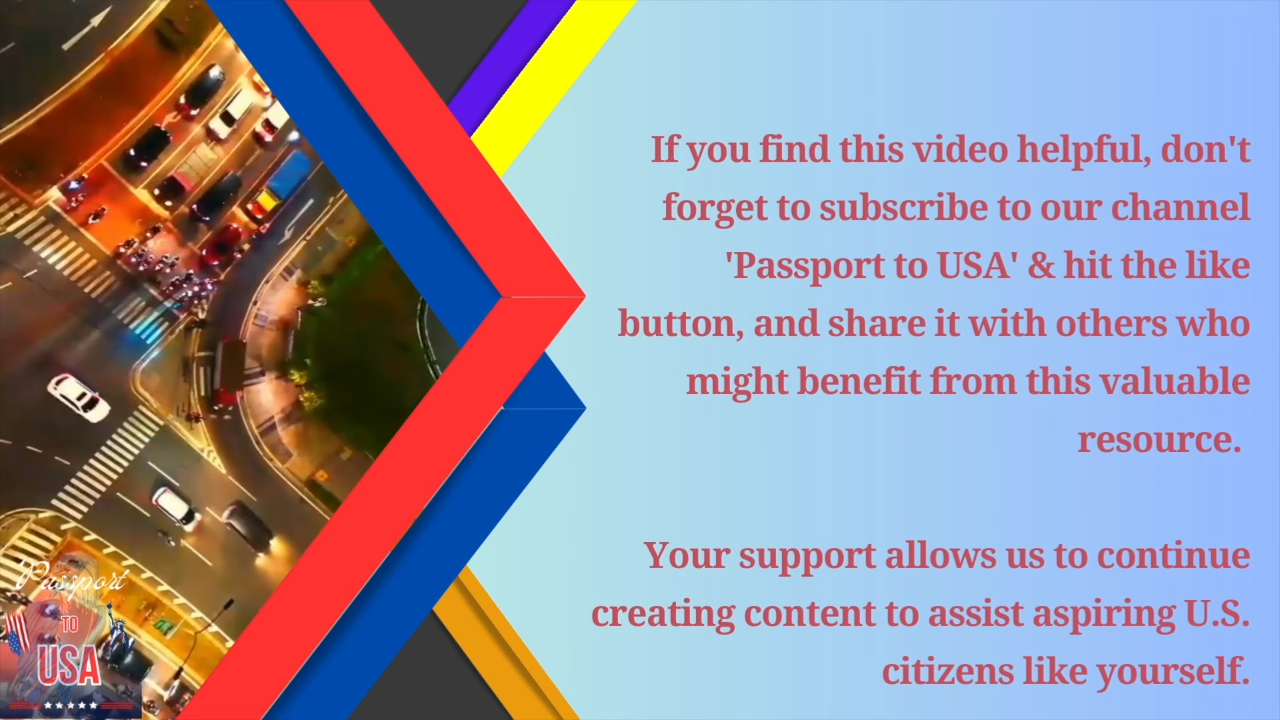 If you find this video helpful, don't
forget to subscribe to our channel
'Passport to USA' & hit the like
button, and share it with others who
might benefit from this valuable
resource.
Your support allows us to continue
creating content to assist aspiring U.S.
citizens like yourself.
Passport
TO
USA